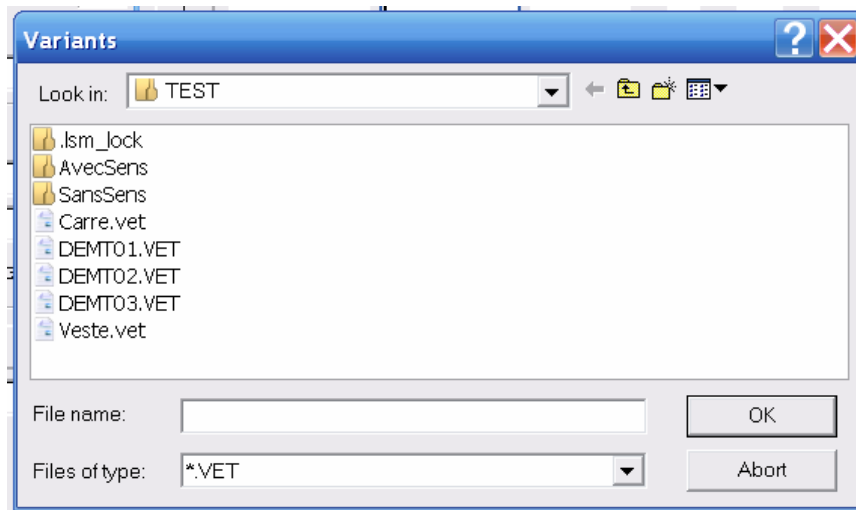 Variants
Look in: TEST
.lsm_lock
AvecSens
SansSens
Carre.vet
DEMT01.VET
DEMT02.VET
DEMT03.VET
Veste.vet
File name: OK
Files of type: *.VET Abort